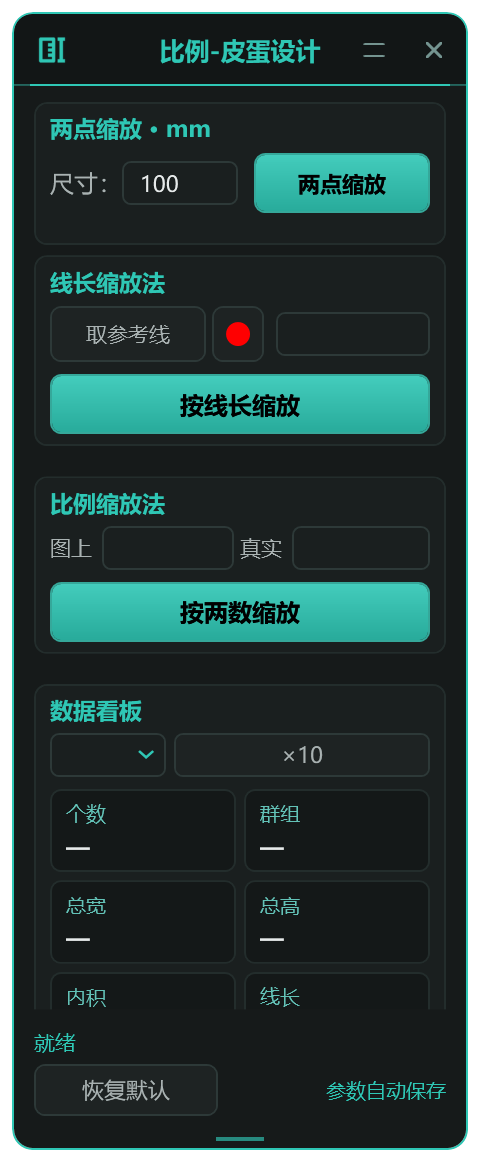 比例-皮蛋设计
两点缩放·mm
尺寸： 100 两点缩放
线长缩放法
取参考线
按线长缩放
比例缩放法
图上 真实
按两数缩放
数据看板
×10
个数 群组
— —
总宽 总高
— —
内积 线长
就绪
恢复默认 参数自动保存